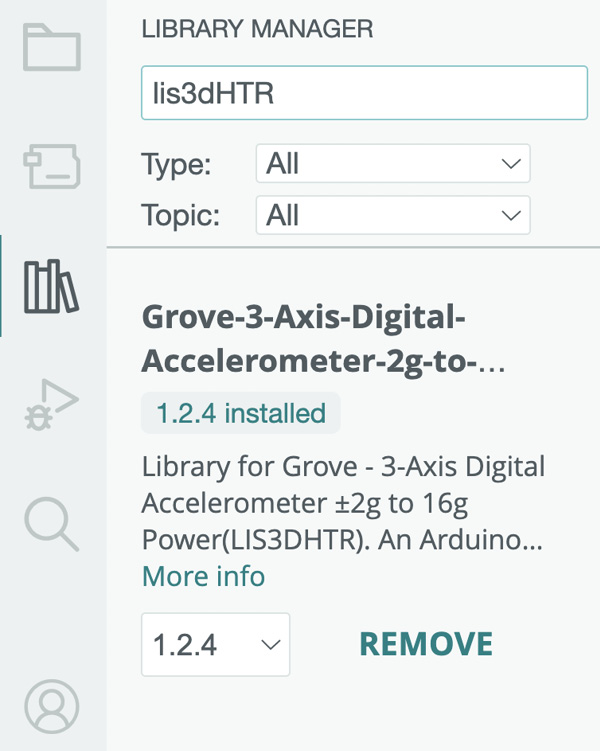 LIBRARY MANAGER
lis3dHTR
Type: All
Topic: All
Grove-3-Axis-Digital-
Accelerometer-2g-to-...
1.2.4 installed
Library for Grove - 3-Axis Digital
Accelerometer ±2g to 16g
Power(LIS3DHTR). An Arduino...
More info
1.2.4 REMOVE